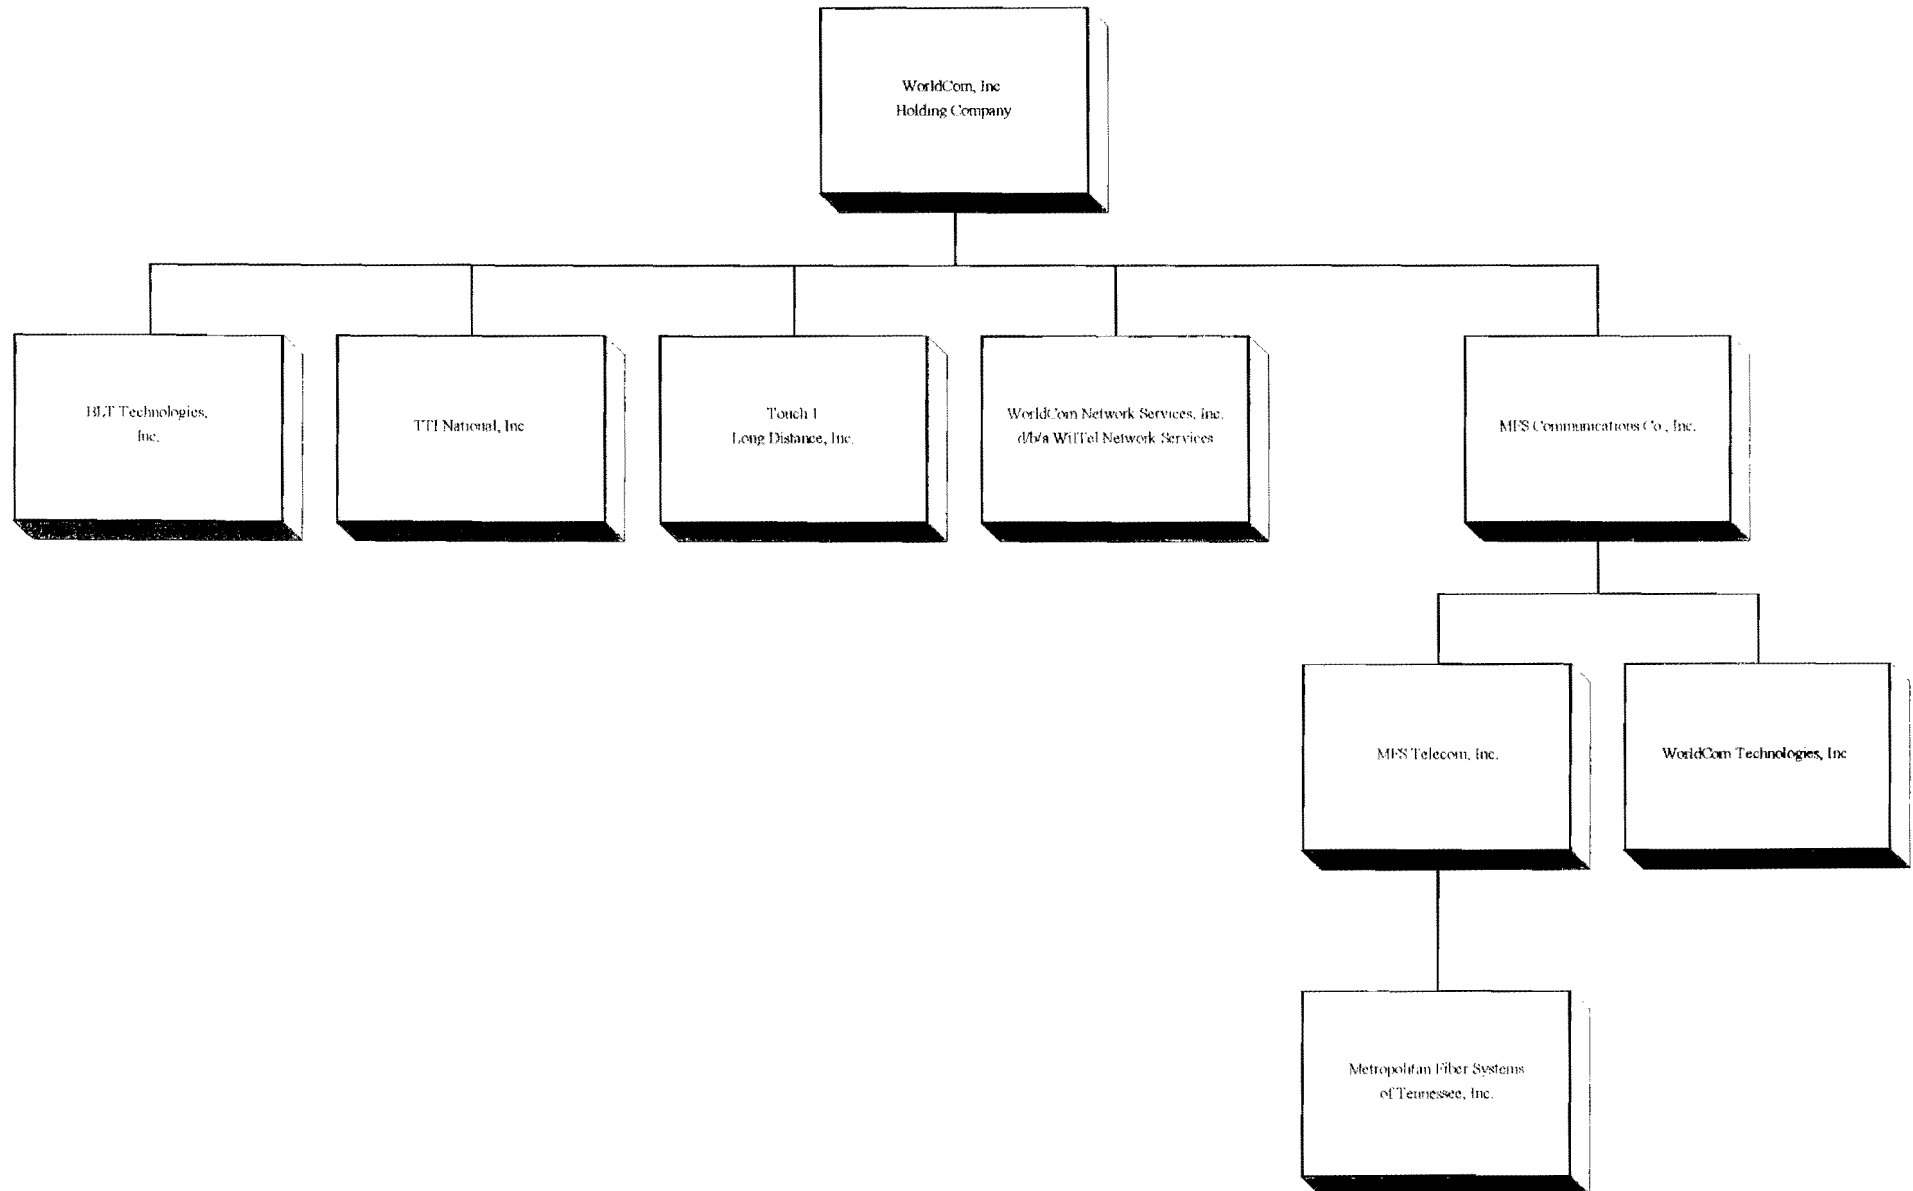 WorldCom, Inc
Holding Company
BLT Technologies,
Inc.
TTI National, Inc
Touch 1
Long Distance, Inc.
WorldCom Network Services, Inc.
d/b/a WilTel Network Services
MFS Communications Co., Inc.
MFS Telecom, Inc.
WorldCom Technologies, Inc
Metropolitan Fiber Systems
of Tennessee, Inc.